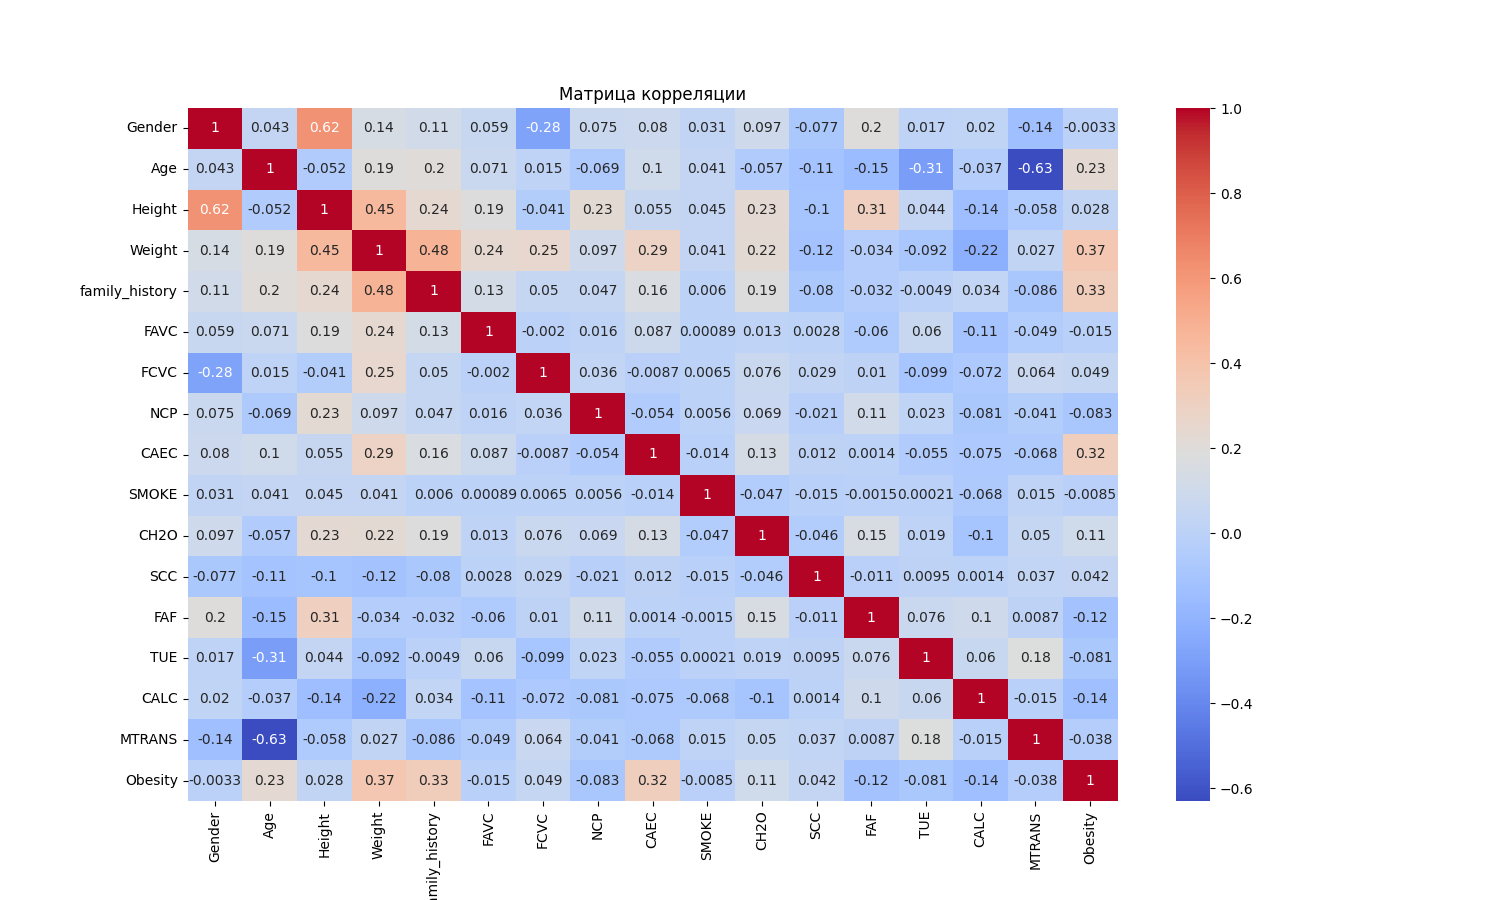 Матрица корреляции
Gender 1 0.043 0.62 0.14 0.11 0.059 -0.28 0.075 0.08 0.031 0.097 -0.077 0.2 0.017 0.02 -0.14 -0.0033
Age 0.043 1 -0.052 0.19 0.2 0.071 0.015 -0.069 0.1 0.041 -0.057 -0.11 -0.15 -0.31 -0.037 -0.63 0.23
Height 0.62 -0.052 1 0.45 0.24 0.19 -0.041 0.23 0.055 0.045 0.23 -0.1 0.31 0.044 -0.14 -0.058 0.028
Weight 0.14 0.19 0.45 1 0.48 0.24 0.25 0.097 0.29 0.041 0.22 -0.12 -0.034 -0.092 -0.22 0.027 0.37
family_history 0.11 0.2 0.24 0.48 1 0.13 0.05 0.047 0.16 0.006 0.19 -0.08 -0.032 -0.0049 0.034 -0.086 0.33
FAVC 0.059 0.071 0.19 0.24 0.13 1 -0.002 0.016 0.087 0.00089 0.013 0.0028 -0.06 0.06 -0.11 -0.049 -0.015
FCVC -0.28 0.015 -0.041 0.25 0.05 -0.002 1 0.036 -0.0087 0.0065 0.076 0.029 0.01 -0.099 -0.072 0.064 0.049
NCP 0.075 -0.069 0.23 0.097 0.047 0.016 0.036 1 -0.054 0.0056 0.069 -0.021 0.11 0.023 -0.081 -0.041 -0.083
CAEC 0.08 0.1 0.055 0.29 0.16 0.087 -0.0087 -0.054 1 -0.014 0.13 0.012 0.0014 -0.055 -0.075 -0.068 0.32
SMOKE 0.031 0.041 0.045 0.041 0.006 0.00089 0.0065 0.0056 -0.014 1 -0.047 -0.015 -0.0015 0.00021 -0.068 0.015 -0.0085
CH2O 0.097 -0.057 0.23 0.22 0.19 0.013 0.076 0.069 0.13 -0.047 1 -0.046 0.15 0.019 -0.1 0.05 0.11
SCC -0.077 -0.11 -0.1 -0.12 -0.08 0.0028 0.029 -0.021 0.012 -0.015 -0.046 1 -0.011 0.0095 0.0014 0.037 0.042
FAF 0.2 -0.15 0.31 -0.034 -0.032 -0.06 0.01 0.11 0.0014 -0.0015 0.15 -0.011 1 0.076 0.1 0.0087 -0.12
TUE 0.017 -0.31 0.044 -0.092 -0.0049 0.06 -0.099 0.023 -0.055 0.00021 0.019 0.0095 0.076 1 0.06 0.18 -0.081
CALC 0.02 -0.037 -0.14 -0.22 0.034 -0.11 -0.072 -0.081 -0.075 -0.068 -0.1 0.0014 0.1 0.06 1 -0.015 -0.14
MTRANS -0.14 -0.63 -0.058 0.027 -0.086 -0.049 0.064 -0.041 -0.068 0.015 0.05 0.037 0.0087 0.18 -0.015 1 -0.038
Obesity -0.0033 0.23 0.028 0.37 0.33 -0.015 0.049 -0.083 0.32 -0.0085 0.11 0.042 -0.12 -0.081 -0.14 -0.038 1
Gender Age Height Weight amily_history FAVC FCVC NCP CAEC SMOKE CH2O SCC FAF TUE CALC MTRANS Obesity
1.0
0.8
0.6
0.4
0.2
0.0
−0.2
−0.4
−0.6